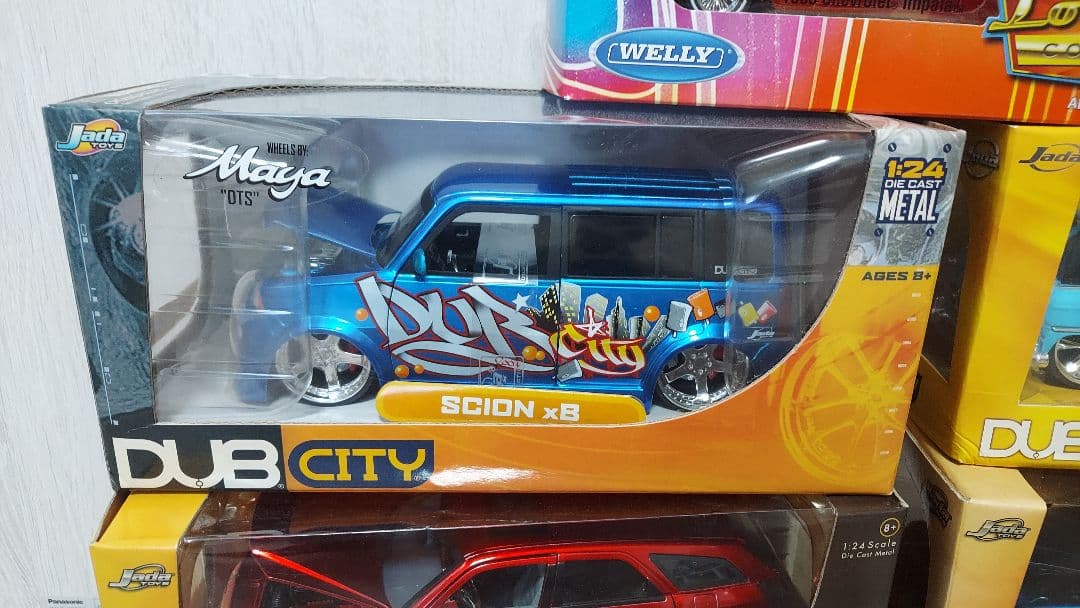 WELLY
Jada
TOYS
WHEELS BY:
Maya
"OTS"
1:24
DIE CAST
METAL
AGES 8+
Jada
DUB
City
SCION xB
DUB
CITY
DUB
8+
1:24 Scale
Die Cast Metal
Jada
TOYS
Jada
TOYS
Panasonic